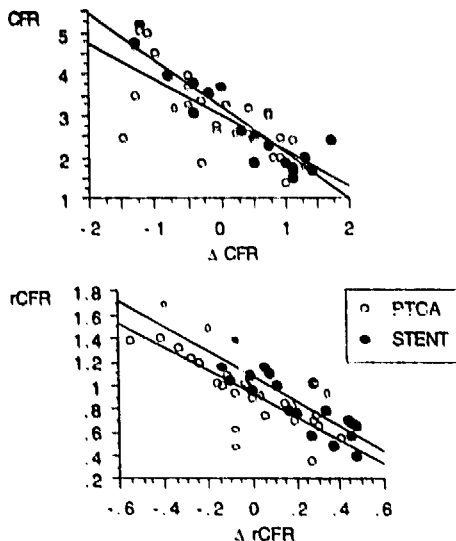 CFR
5
4
3
2
1
-2 -1 0 1 2
Δ CFR
rCFR
1.8
1.6
1.4
1.2
1
.8
.6
.4
.2
-.6 -.4 -.2 0 .2 .4 .6
Δ rCFR
○ PTCA
● STENT